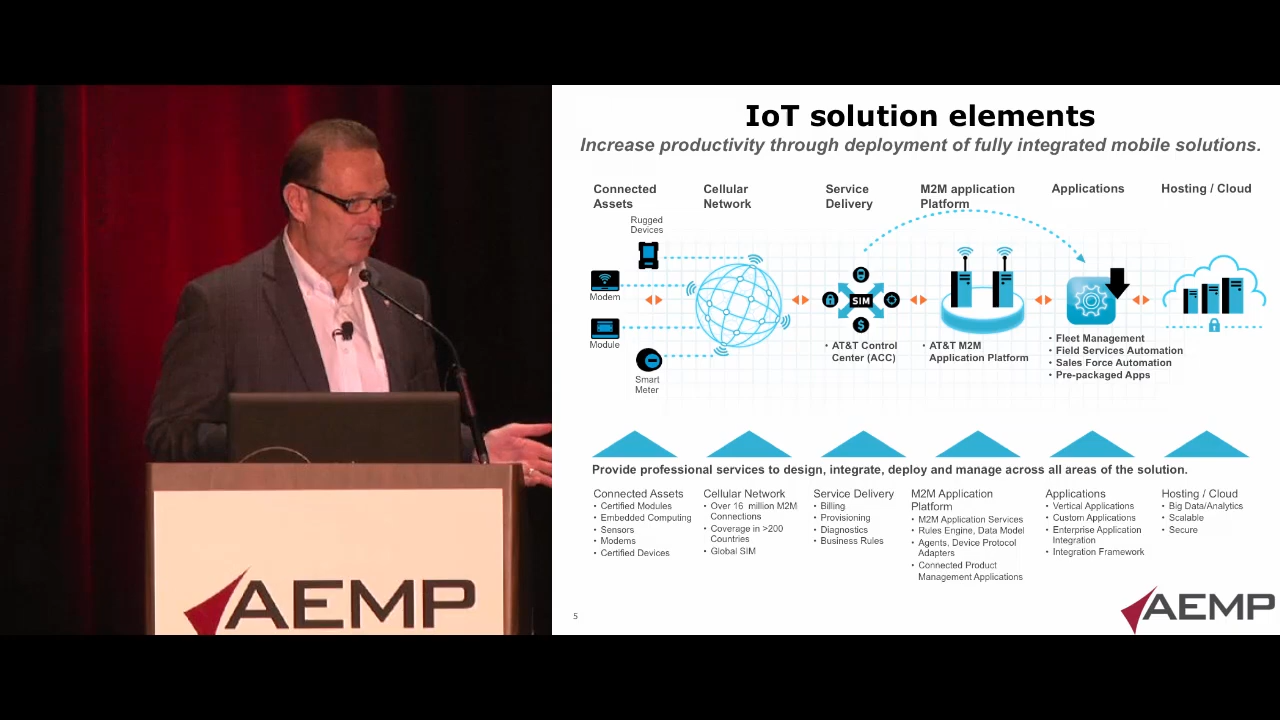 IoT solution elements
Increase productivity through deployment of fully integrated mobile solutions.
Connected
Assets
Cellular
Network
Service
Delivery
M2M application
Platform
Applications
Hosting / Cloud
Rugged
Devices
Modem
Module
Smart
Meter
SIM
$
• AT&T Control
Center (ACC)
• AT&T M2M
Application Platform
• Fleet Management
• Field Services Automation
• Sales Force Automation
• Pre-packaged Apps
Provide professional services to design, integrate, deploy and manage across all areas of the solution.
Connected Assets
• Certified Modules
• Embedded Computing
• Sensors
• Modems
• Certified Devices
Cellular Network
• Over 16 million M2M
Connections
• Coverage in >200
Countries
• Global SIM
Service Delivery
• Billing
• Provisioning
• Diagnostics
• Business Rules
M2M Application
Platform
• M2M Application Services
• Rules Engine, Data Model
• Agents, Device Protocol
Adapters
• Connected Product
Management Applications
Applications
• Vertical Applications
• Custom Applications
• Enterprise Application
Integration
• Integration Framework
Hosting / Cloud
• Big Data/Analytics
• Scalable
• Secure
5
AEMP
AEMP